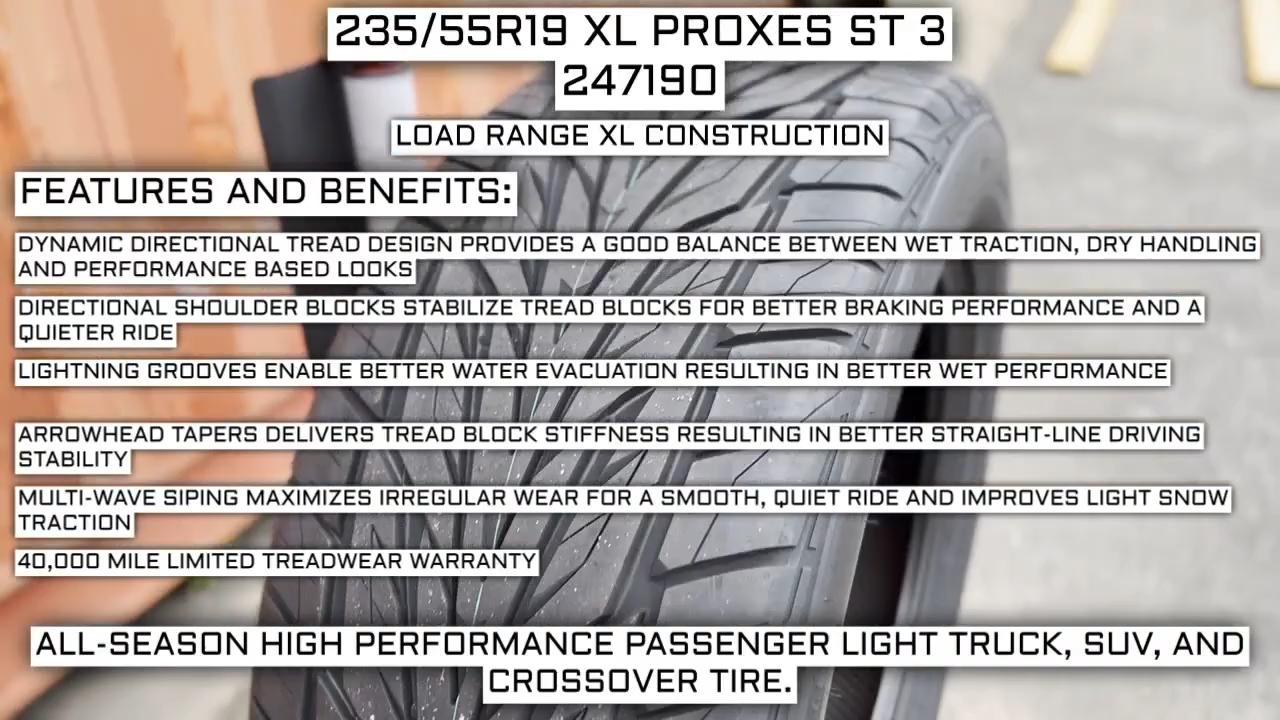 235/55R19 XL PROXES ST 3
247190
LOAD RANGE XL CONSTRUCTION
FEATURES AND BENEFITS:
DYNAMIC DIRECTIONAL TREAD DESIGN PROVIDES A GOOD BALANCE BETWEEN WET TRACTION, DRY HANDLING
AND PERFORMANCE BASED LOOKS
DIRECTIONAL SHOULDER BLOCKS STABILIZE TREAD BLOCKS FOR BETTER BRAKING PERFORMANCE AND A
QUIETER RIDE
LIGHTNING GROOVES ENABLE BETTER WATER EVACUATION RESULTING IN BETTER WET PERFORMANCE
ARROWHEAD TAPERS DELIVERS TREAD BLOCK STIFFNESS RESULTING IN BETTER STRAIGHT-LINE DRIVING
STABILITY
MULTI-WAVE SIPING MAXIMIZES IRREGULAR WEAR FOR A SMOOTH, QUIET RIDE AND IMPROVES LIGHT SNOW
TRACTION
40,000 MILE LIMITED TREADWEAR WARRANTY
ALL-SEASON HIGH PERFORMANCE PASSENGER LIGHT TRUCK, SUV, AND
CROSSOVER TIRE.